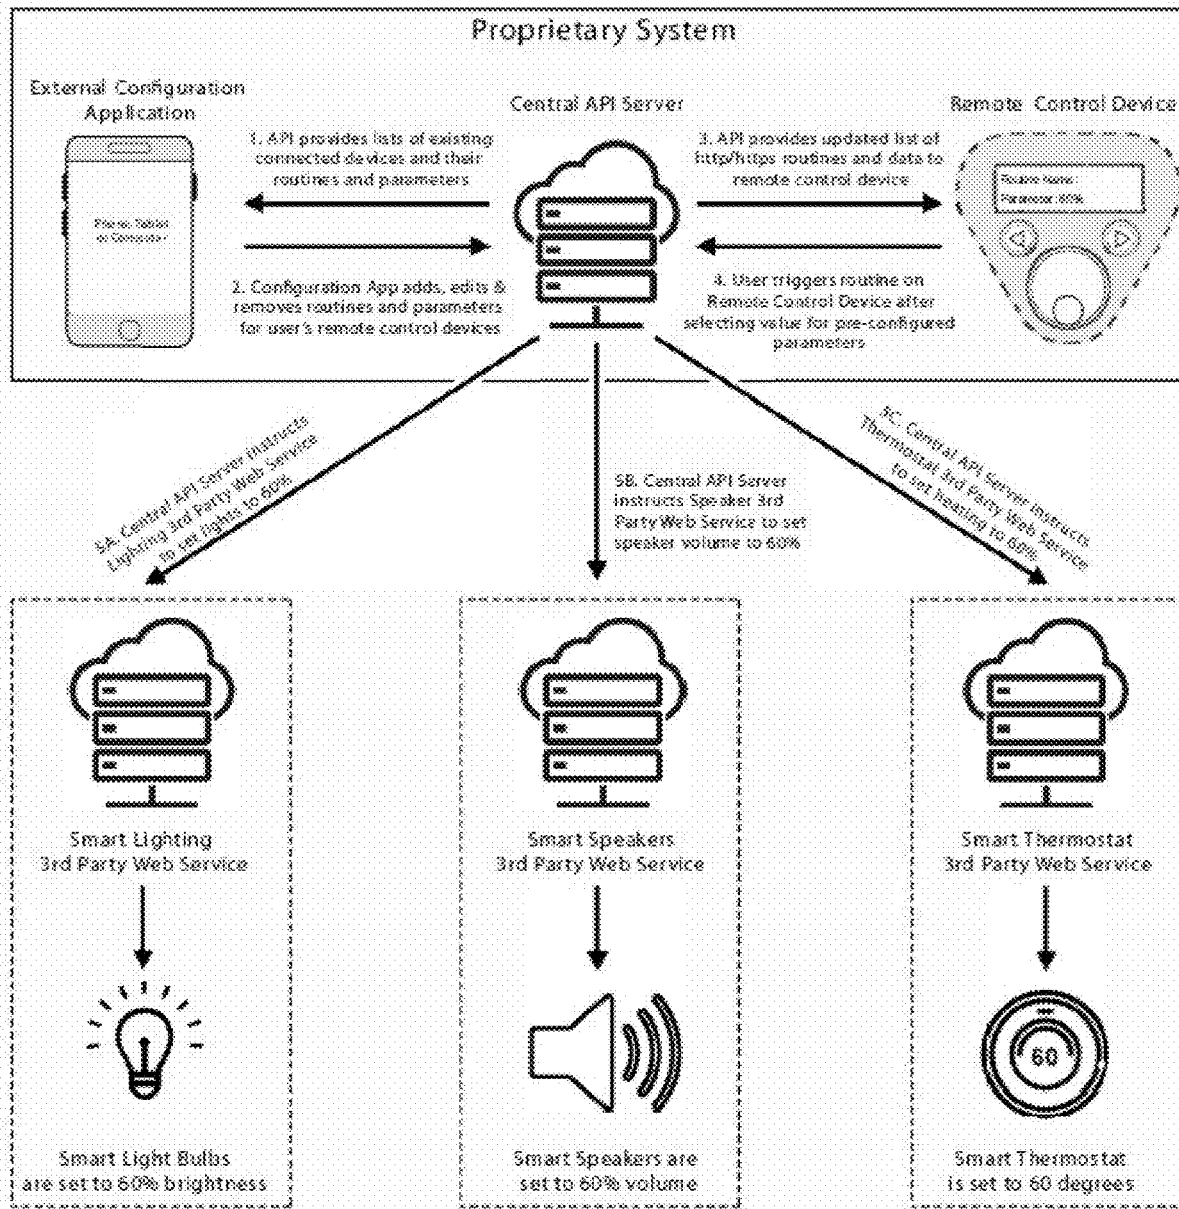 Proprietary System
External Configuration
Application
Central API Server
Remote Control Device
1. API provides lists of existing
connected devices and their
routines and parameters
3. API provides updated list of
http/https routines and data to
remote control device
Phone, Tablet
or Computer
Routine Name
Parameter: 60%
2. Configuration App adds, edits &
removes routines and parameters
for user's remote control devices
4. User triggers routine on
Remote Control Device after
selecting value for pre-configured
parameters
5A. Central API Server instructs
Lighting 3rd Party Web Service
to set lights to 60%
5B. Central API Server
instructs Speaker 3rd
Party Web Service to set
speaker volume to 60%
5C. Central API Server instructs
Thermostat 3rd Party Web Service
to set heating to 60%
Smart Lighting
3rd Party Web Service
Smart Speakers
3rd Party Web Service
Smart Thermostat
3rd Party Web Service
60
Smart Light Bulbs
are set to 60% brightness
Smart Speakers are
set to 60% volume
Smart Thermostat
is set to 60 degrees